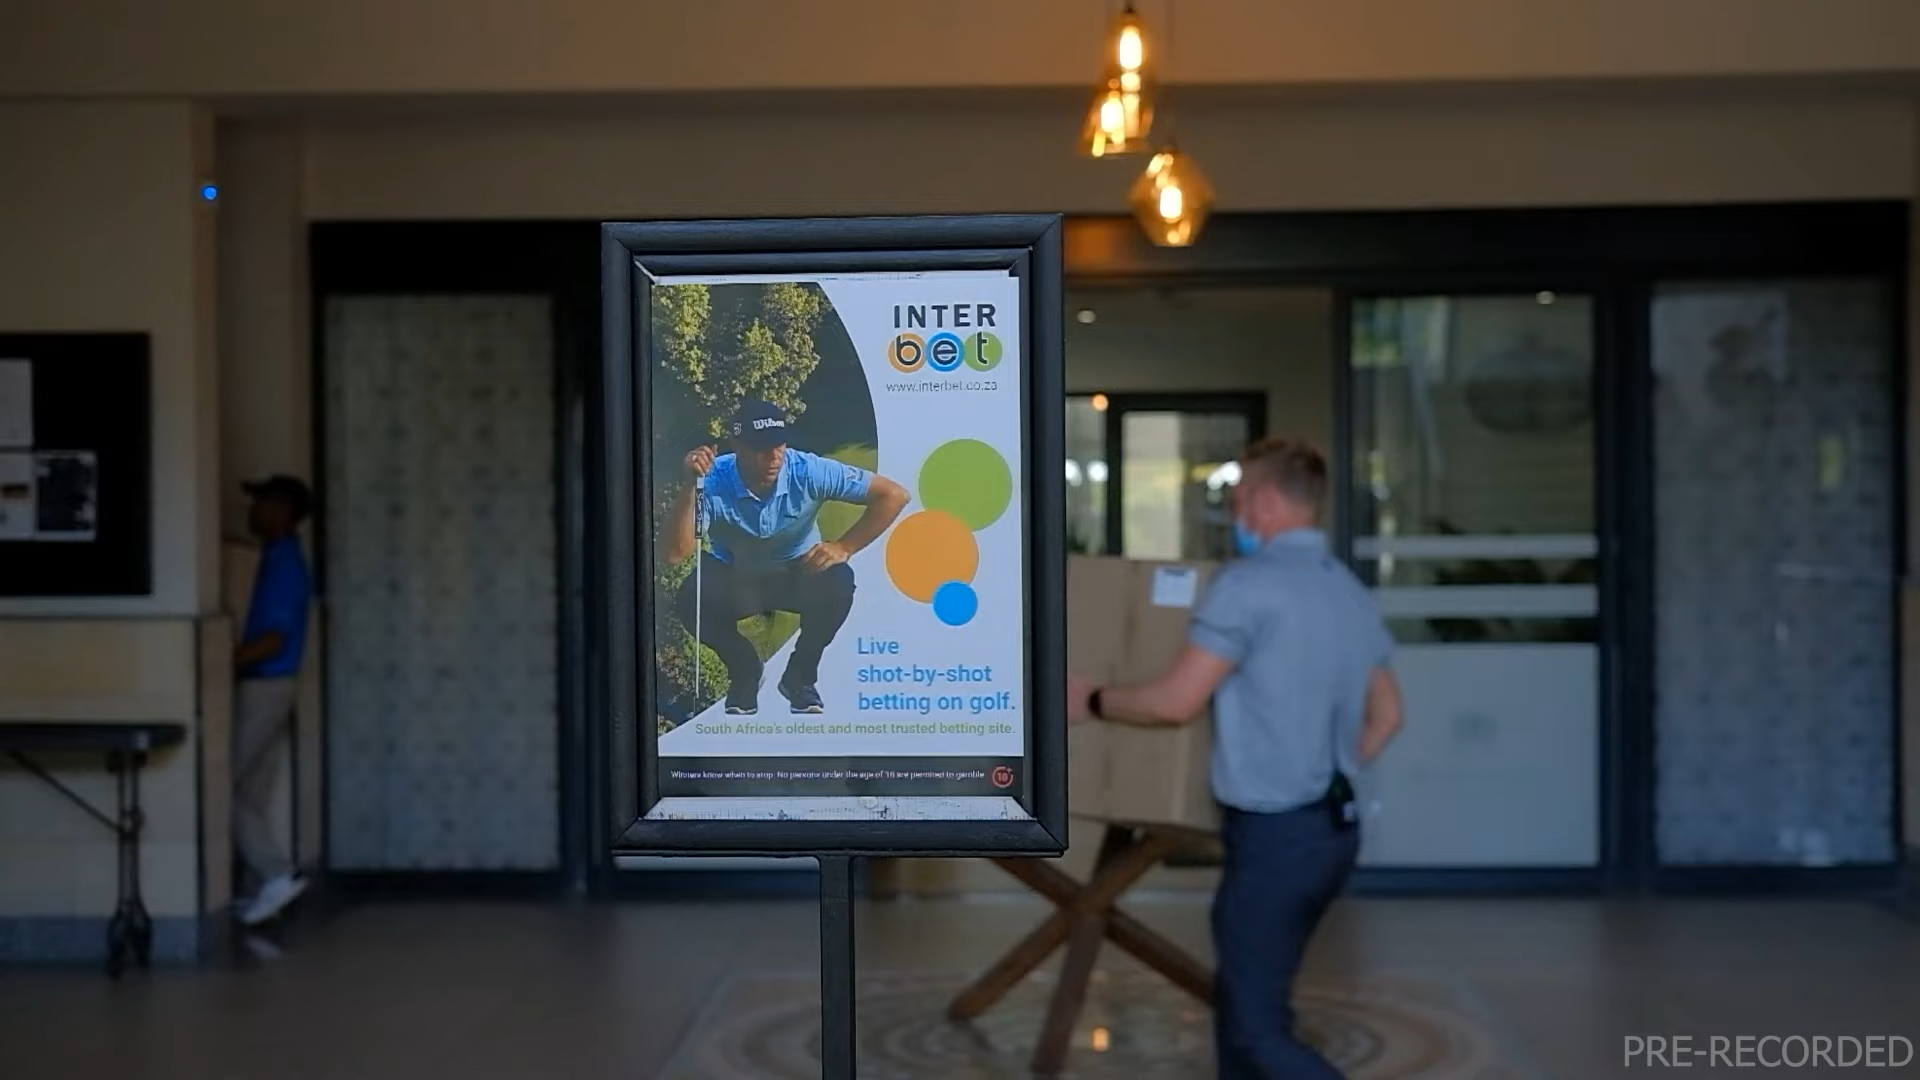 INTER
bet
www.interbet.co.za
Wilson
Live
shot-by-shot
betting on golf.
South Africa's oldest and most trusted betting site.
Winners know when to stop. No persons under the age of 18 are permitted to gamble
18+
PRE-RECORDED